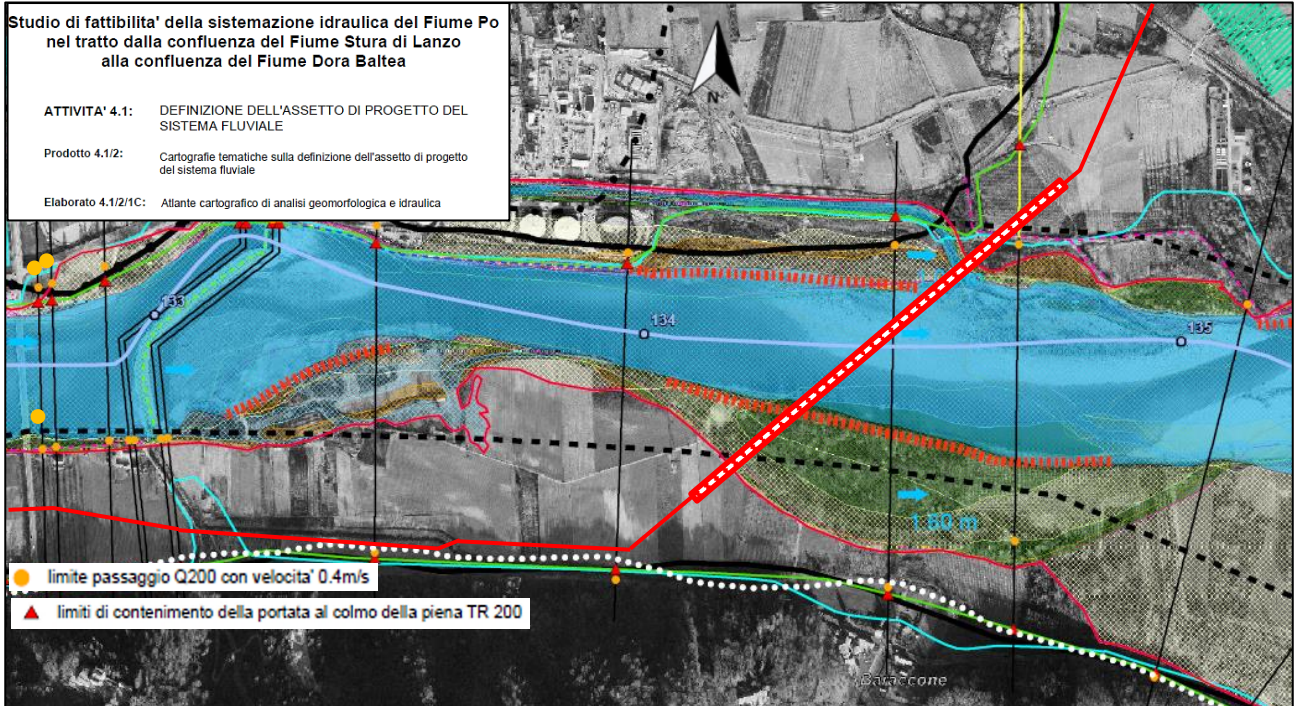 Studio di fattibilita' della sistemazione idraulica del Fiume Po
nel tratto dalla confluenza del Fiume Stura di Lanzo
alla confluenza del Fiume Dora Baltea
ATTIVITA' 4.1: DEFINIZIONE DELL'ASSETTO DI PROGETTO DEL
SISTEMA FLUVIALE
Prodotto 4.1/2: Cartografie tematiche sulla definizione dell'assetto di progetto
del sistema fluviale
Elaborato 4.1/2/1C: Atlante cartografico di analisi geomorfologica e idraulica
N
134
135
1.60 m
limite passaggio Q200 con velocita' 0.4m/s
limiti di contenimento della portata al colmo della piena TR 200
Baraccone